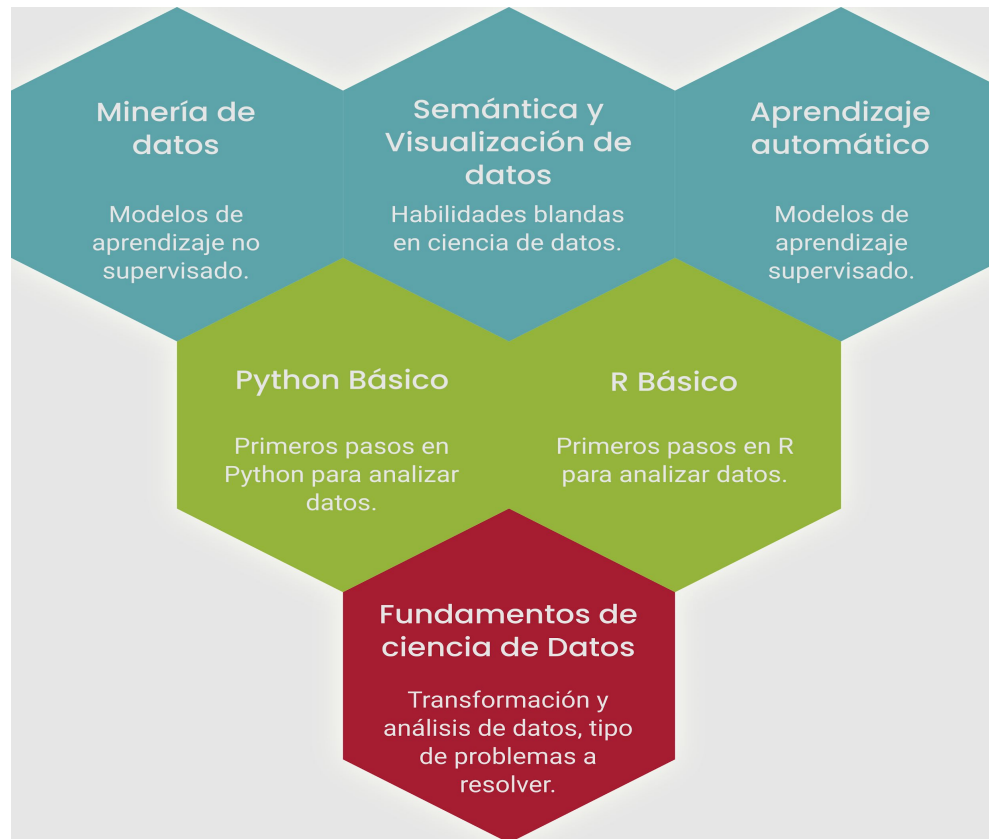 Minería de
datos
Modelos de
aprendizaje no
supervisado.
Semántica y
Visualización de
datos
Habilidades blandas
en ciencia de datos.
Aprendizaje
automático
Modelos de
aprendizaje
supervisado.
Python Básico
Primeros pasos en
Python para analizar
datos.
R Básico
Primeros pasos en R
para analizar datos.
Fundamentos de
ciencia de Datos
Transformación y
análisis de datos, tipo
de problemas a
resolver.